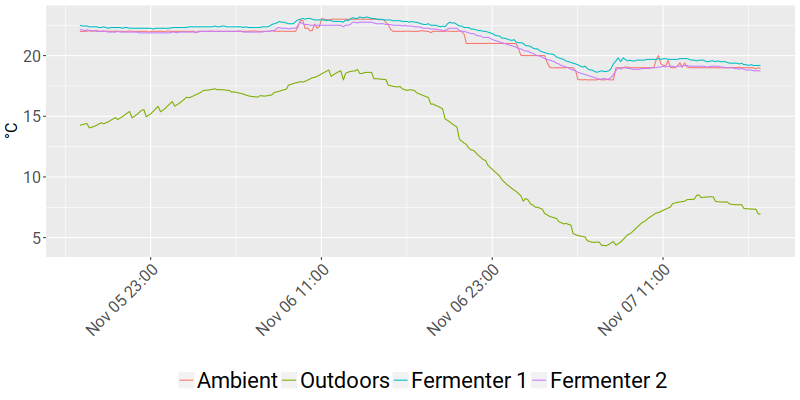 20
15
10
5
°C
Nov 05 23:00
Nov 06 11:00
Nov 06 23:00
Nov 07 11:00
Ambient Outdoors Fermenter 1 Fermenter 2